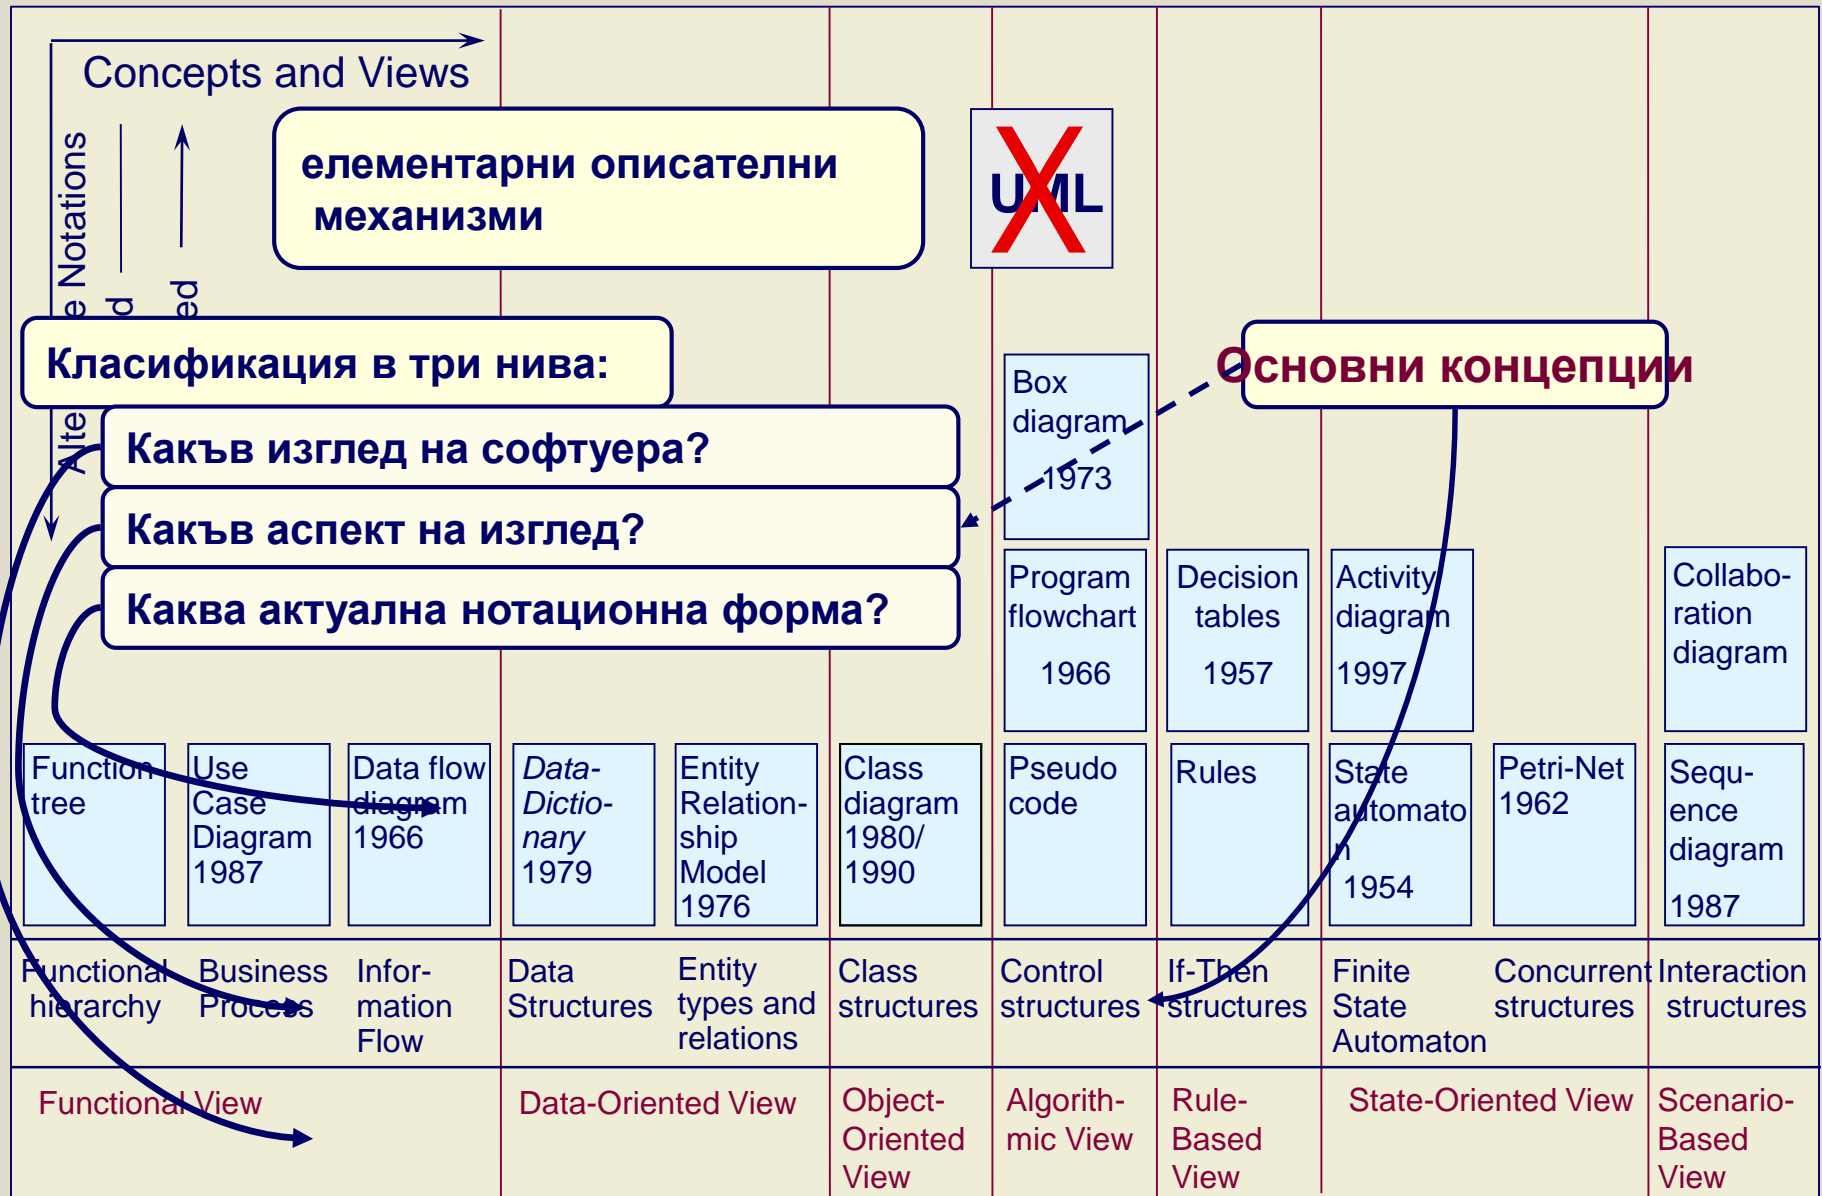 Concepts and Views
елементарни описателни
механизми
UML
Notations
Класификация в три нива:
Какъв изглед на софтуера?
Какъв аспект на изглед?
Каква актуална нотационна форма?
Основни концепции
Box
diagram
1973
Program
flowchart
1966
Decision
tables
1957
Activity
diagram
1997
Collabo-
ration
diagram
Function
tree
Use
Case
Diagram
1987
Data flow
diagram
1966
Data-
Dictio-
nary
1979
Entity
Relation-
ship
Model
1976
Class
diagram
1980/
1990
Pseudo
code
Rules
State
automato
n
1954
Petri-Net
1962
Sequ-
ence
diagram
1987
Functional
hierarchy
Business
Process
Infor-
mation
Flow
Data
Structures
Entity
types and
relations
Class
structures
Control
structures
If-Then
structures
Finite
State
Automaton
Concurrent
structures
Interaction
structures
Functional View
Data-Oriented View
Object-
Oriented
View
Algorith-
mic View
Rule-
Based
View
State-Oriented View
Scenario-
Based
View